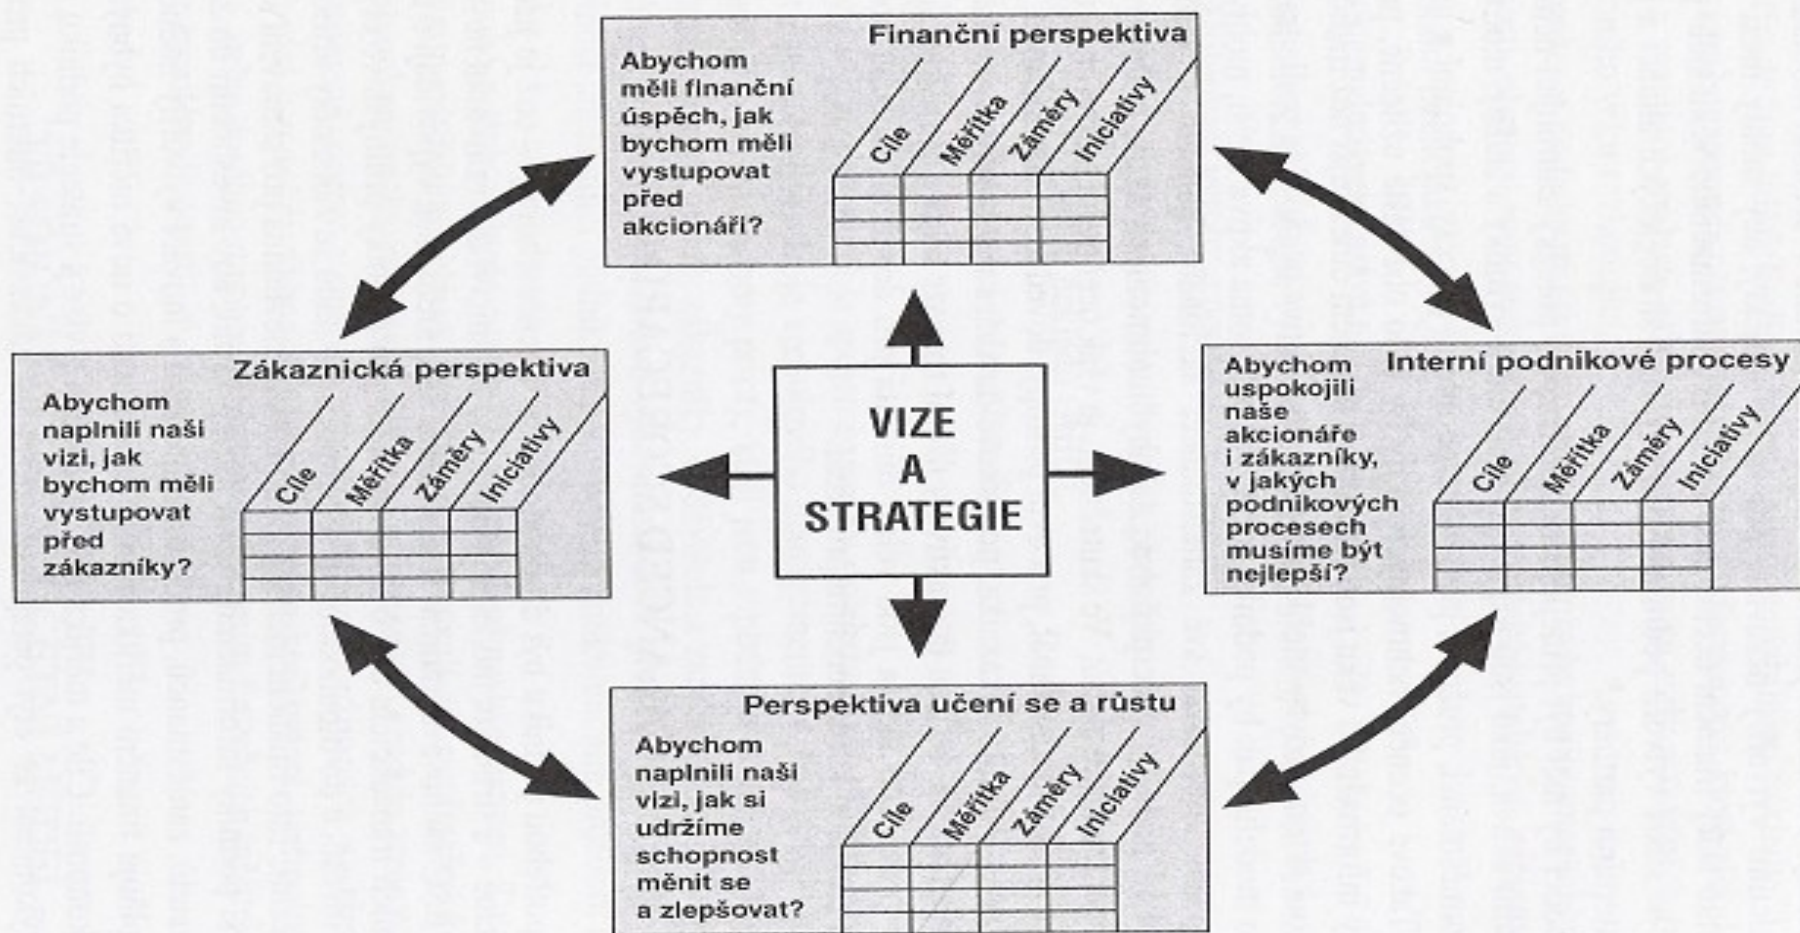 Finanční perspektiva
Abychom
měli finanční
úspěch, jak
bychom měli
vystupovat
před
akcionáři?
Cíle
Měřítka
Záměry
Iniciativy
Zákaznická perspektiva
Abychom
naplnili naši
vizi, jak
bychom měli
vystupovat
před
zákazníky?
Cíle
Měřítka
Záměry
Iniciativy
VIZE
A
STRATEGIE
Interní podnikové procesy
Abychom
uspokojili
naše
akcionáře
i zákazníky,
v jakých
podnikových
procesech
musíme být
nejlepší?
Cíle
Měřítka
Záměry
Iniciativy
Perspektiva učení se a růstu
Abychom
naplnili naši
vizi, jak si
udržíme
schopnost
měnit se
a zlepšovat?
Cíle
Měřítka
Záměry
Iniciativy